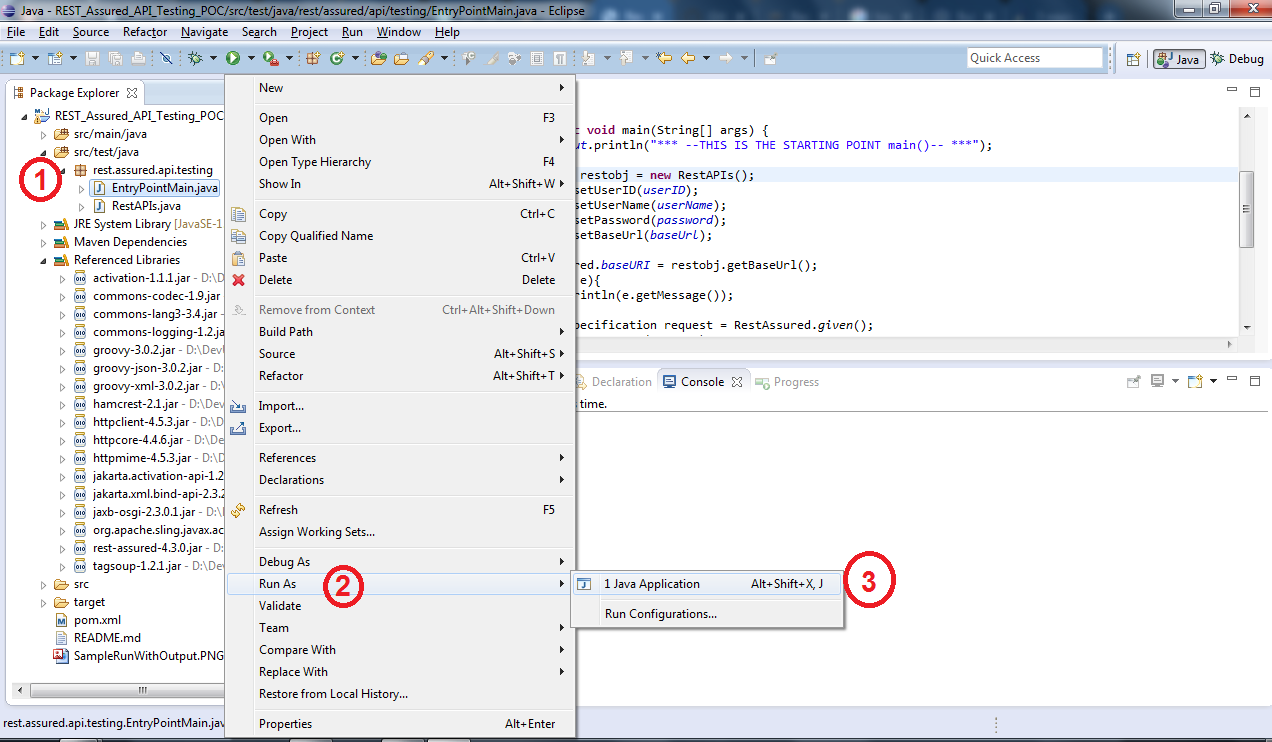 Java - REST_Assured_API_Testing_POC/src/test/java/rest/assured/api/testing/EntryPointMain.java - Eclipse
File Edit Source Refactor Navigate Search Project Run Window Help
Quick Access
Java
Debug
Package Explorer
REST_Assured_API_Testing_POC
src/main/java
src/test/java
1
rest.assured.api.testing
EntryPointMain.java
RestAPIs.java
JRE System Library [JavaSE-1
Maven Dependencies
Referenced Libraries
activation-1.1.1.jar - D:\D
commons-codec-1.9.jar
commons-lang3-3.4.jar -
commons-logging-1.2.ja
groovy-3.0.2.jar - D:\Dev
groovy-json-3.0.2.jar -
groovy-xml-3.0.2.jar - D:
hamcrest-2.1.jar - D:\Dev
httpclient-4.5.3.jar - D:\
httpcore-4.4.6.jar - D:\De
httpmime-4.5.3.jar - D:\
jakarta.activation-api-1.2
jakarta.xml.bind-api-2.3.2
jaxb-osgi-2.3.0.1.jar - D:\
org.apache.sling.javax.ac
rest-assured-4.3.0.jar - D:
tagsoup-1.2.1.jar - D:\De
src
target
pom.xml
README.md
SampleRunWithOutput.PNG
New
Open F3
Open With
Open Type Hierarchy F4
Show In Alt+Shift+W
Copy Ctrl+C
Copy Qualified Name
Paste Ctrl+V
Delete Delete
Remove from Context Ctrl+Alt+Shift+Down
Build Path
Source Alt+Shift+S
Refactor Alt+Shift+T
Import...
Export...
References
Declarations
Refresh F5
Assign Working Sets...
Debug As
Run As 2
Validate
Team
Compare With
Replace With
Restore from Local History...
Properties Alt+Enter
1 Java Application Alt+Shift+X, J 3
Run Configurations...
c void main(String[] args) {
ut.println("*** --THIS IS THE STARTING POINT main()-- ***");
restobj = new RestAPIs();
setUserID(userID);
setUserName(userName);
setPassword(password);
setBaseUrl(baseUrl);
red.baseURI = restobj.getBaseUrl();
e){
rintln(e.getMessage());
pecification request = RestAssured.given();
Declaration Console Progress
time.
rest.assured.api.testing.EntryPointMain.jav